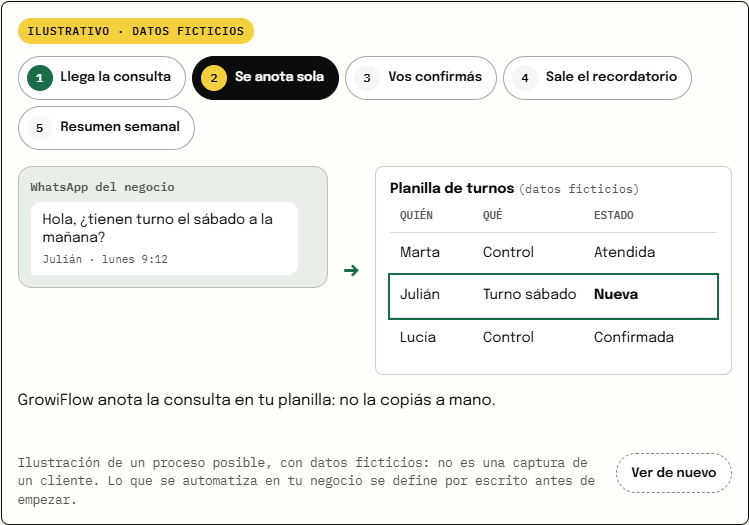 ILUSTRATIVO · DATOS FICTICIOS
1 Llega la consulta
2 Se anota sola
3 Vos confirmás
4 Sale el recordatorio
5 Resumen semanal
WhatsApp del negocio
Hola, ¿tienen turno el sábado a la
mañana?
Julián · lunes 9:12
→
Planilla de turnos (datos ficticios)
QUIÉN QUÉ ESTADO
Marta Control Atendida
Julián Turno sábado Nueva
Lucía Control Confirmada
GrowiFlow anota la consulta en tu planilla: no la copiás a mano.
Ilustración de un proceso posible, con datos ficticios: no es una captura de
un cliente. Lo que se automatiza en tu negocio se define por escrito antes de
empezar.
Ver de nuevo